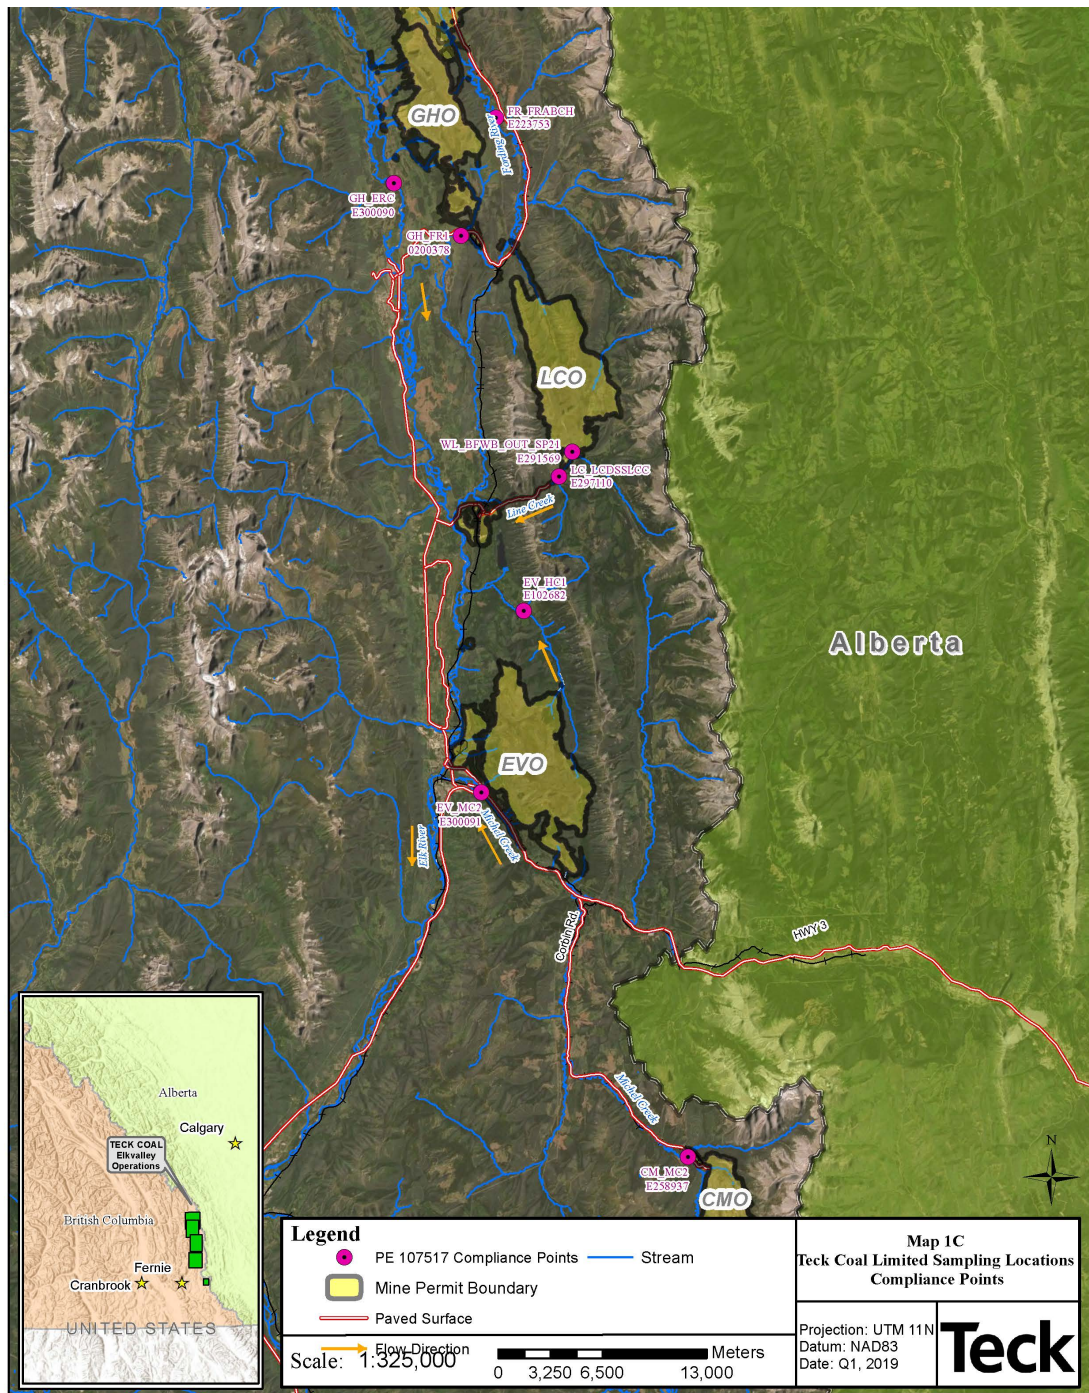 GHO
FR_FRABCH
E223753
Fording River
GH_ERC
E300090
GH_FR1
0200378
LCO
WL_BFWB_OUT_SP21
E291569
LC_LCDSSLCC
E297110
Line Creek
EV_HC1
E102682
Alberta
EVO
EV_MC2
E300091
Michel Creek
Elk River
Corbin Rd.
HWY 3
Michel Creek
CM_MC2
E258937
CMO
N
Alberta
Calgary
TECK COAL
Elkvalley
Operations
British Columbia
Fernie
Cranbrook
UNITED STATES
Legend
PE 107517 Compliance Points
Stream
Mine Permit Boundary
Paved Surface
Flow Direction
Scale: 1:325,000
Meters
0 3,250 6,500 13,000
Map 1C
Teck Coal Limited Sampling Locations
Compliance Points
Projection: UTM 11N
Datum: NAD83
Date: Q1, 2019
Teck